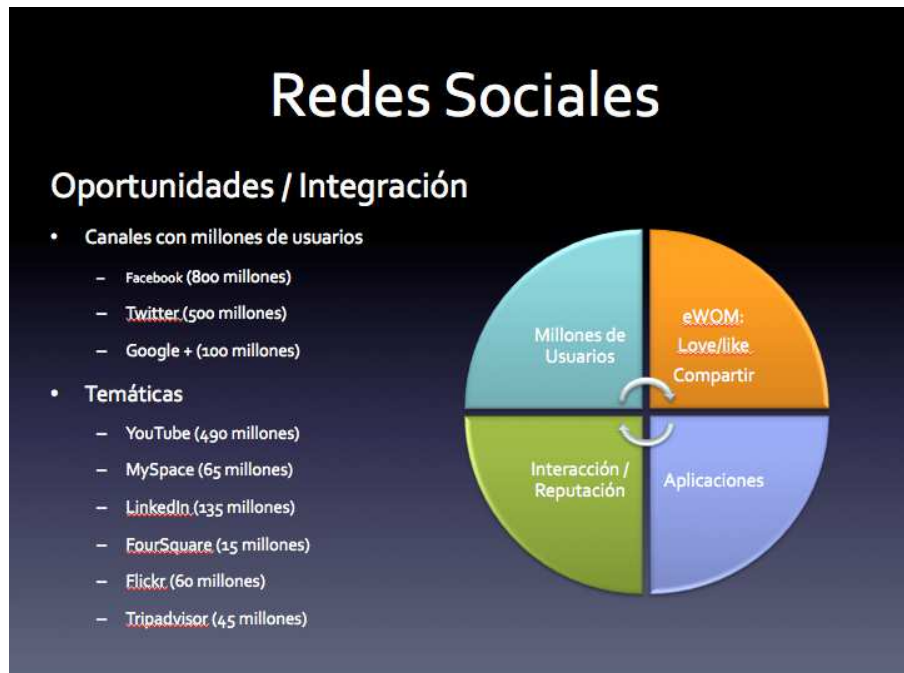 Redes Sociales
Oportunidades / Integración
• Canales con millones de usuarios
– Facebook (800 millones)
– Twitter (500 millones)
– Google + (100 millones)
• Temáticas
– YouTube (490 millones)
– MySpace (65 millones)
– LinkedIn (135 millones)
– FourSquare (15 millones)
– Flickr (60 millones)
– Tripadvisor (45 millones)
Millones de
Usuarios
eWOM:
Love/like
Compartir
Interacción /
Reputación
Aplicaciones